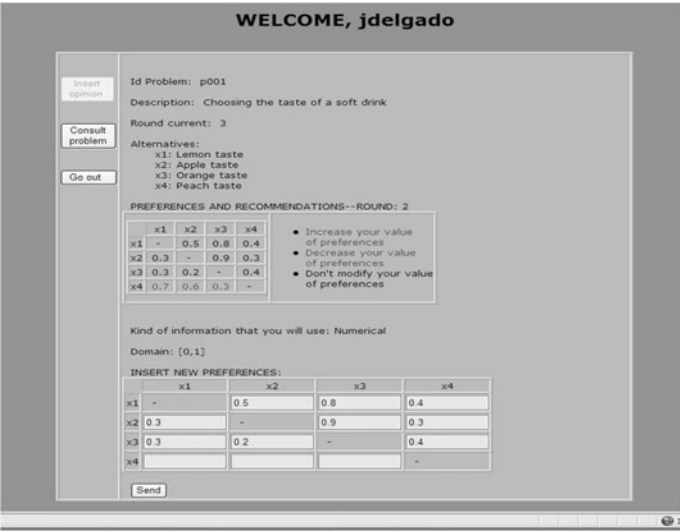 WELCOME, jdelgado
Insert
opinion
Consult
problem
Go out
Id Problem: p001
Description: Choosing the taste of a soft drink
Round current: 3
Alternatives:
x1: Lemon taste
x2: Apple taste
x3: Orange taste
x4: Peach taste
PREFERENCES AND RECOMMENDATIONS--ROUND: 2
x1 x2 x3 x4
x1 - 0.5 0.8 0.4
x2 0.3 - 0.9 0.3
x3 0.3 0.2 - 0.4
x4 0.7 0.6 0.3 -
• Increase your value
of preferences
• Decrease your value
of preferences
• Don't modify your value
of preferences
Kind of information that you will use: Numerical
Domain: [0,1]
INSERT NEW PREFERENCES:
x1 x2 x3 x4
x1 - 0.5 0.8 0.4
x2 0.3 - 0.9 0.3
x3 0.3 0.2 - 0.4
x4 -
Send